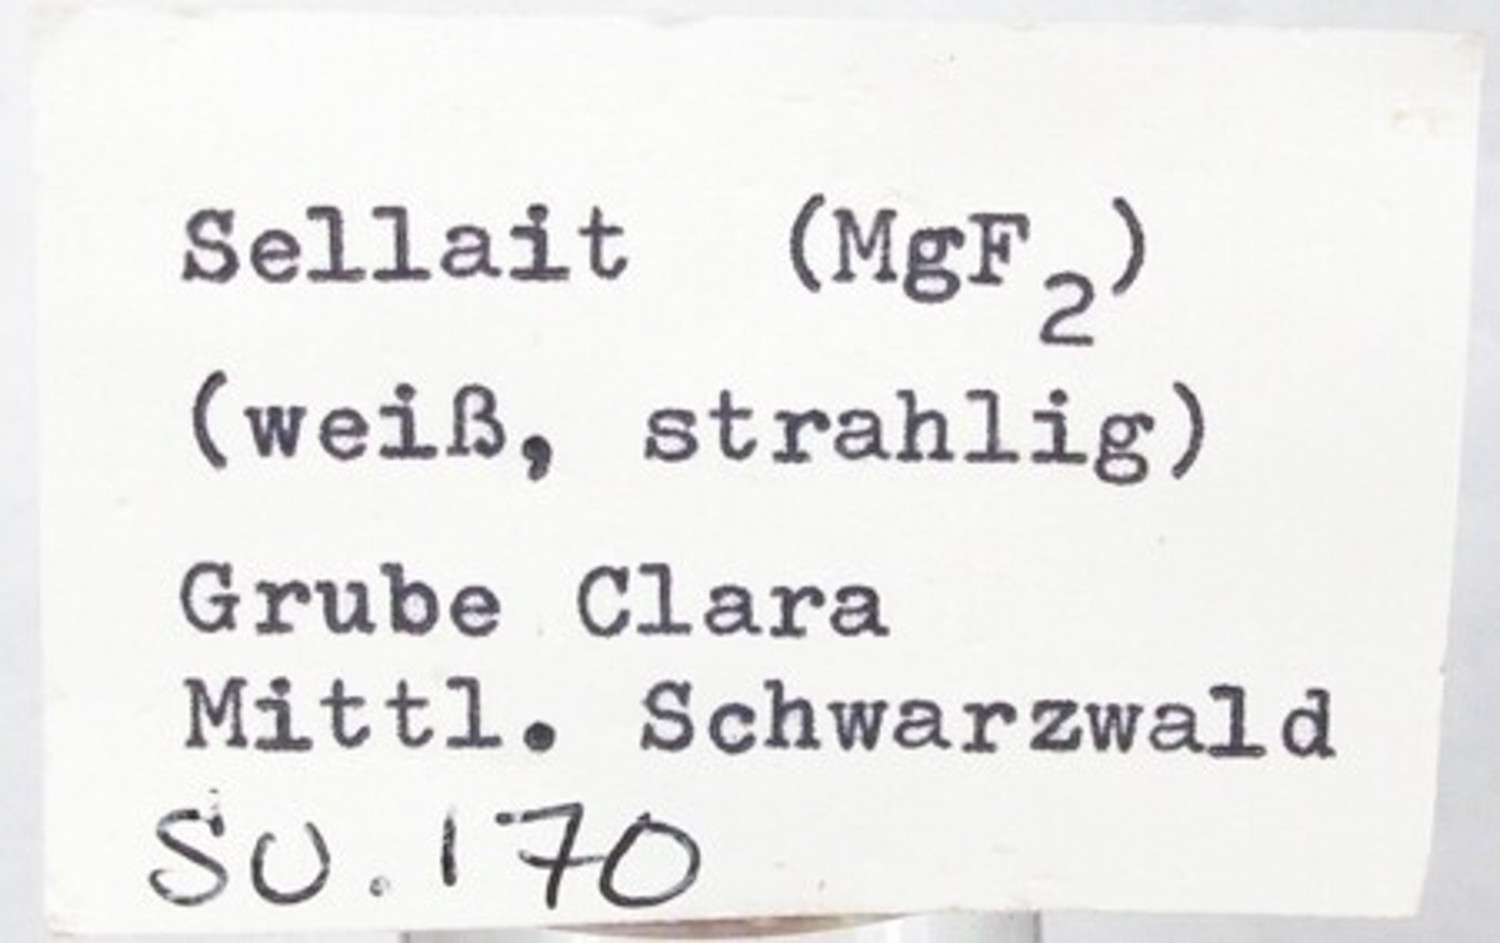 Sellait (MgF₂)
(weiß, strahlig)
Grube Clara
Mittl. Schwarzwald
SU.170